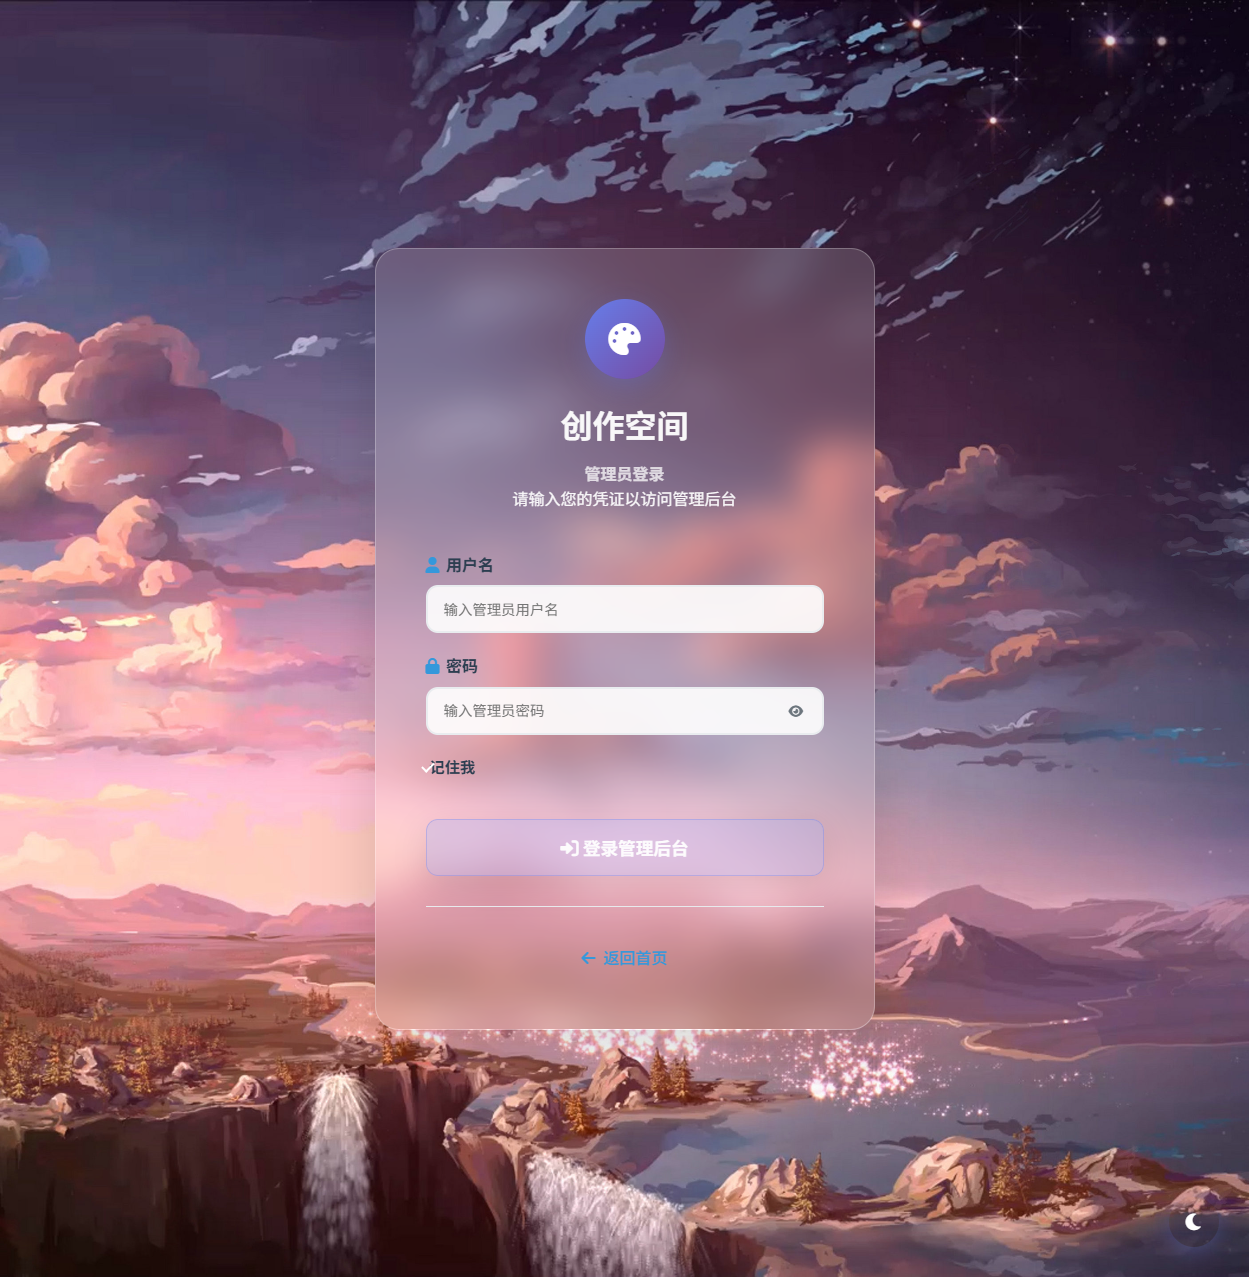 创作空间
管理员登录
请输入您的凭证以访问管理后台
用户名
输入管理员用户名
密码
输入管理员密码
记住我
登录管理后台
返回首页